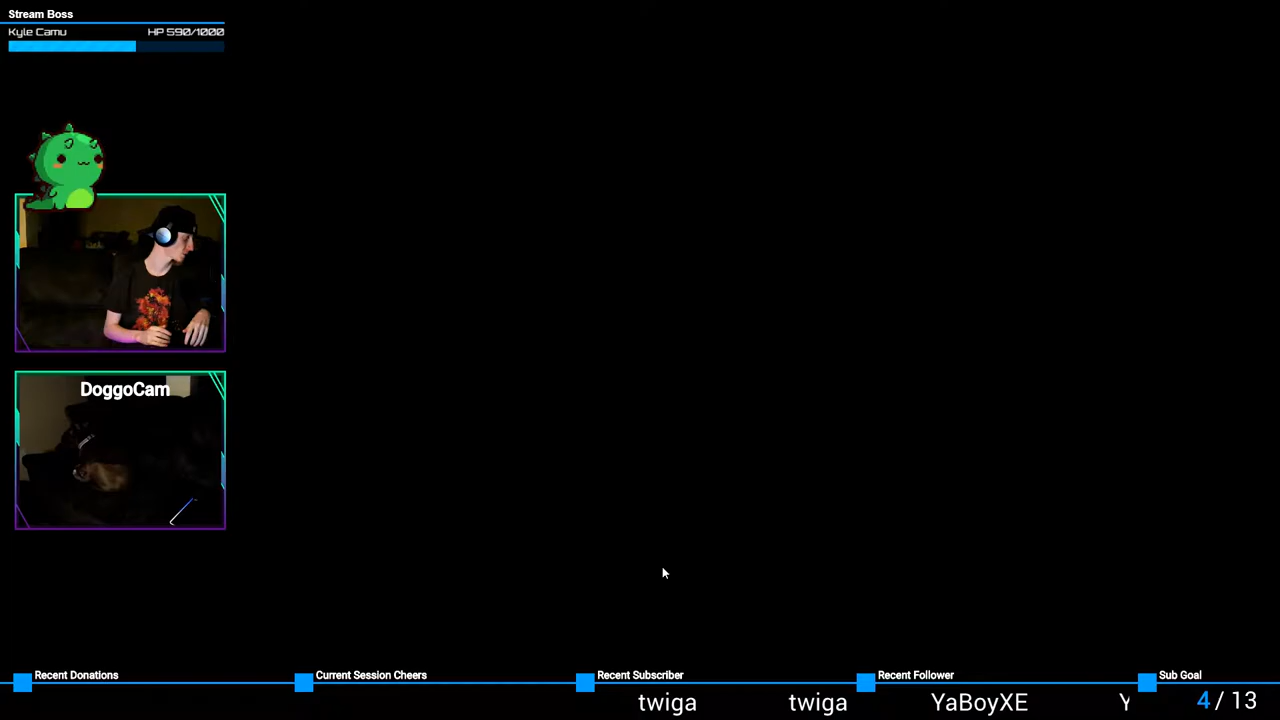 Stream Boss
Kyle Camu HP 590/1000
DoggoCam
Recent Donations
Current Session Cheers
Recent Subscriber
twiga twiga
Recent Follower
YaBoyXE Y
Sub Goal
4 / 13